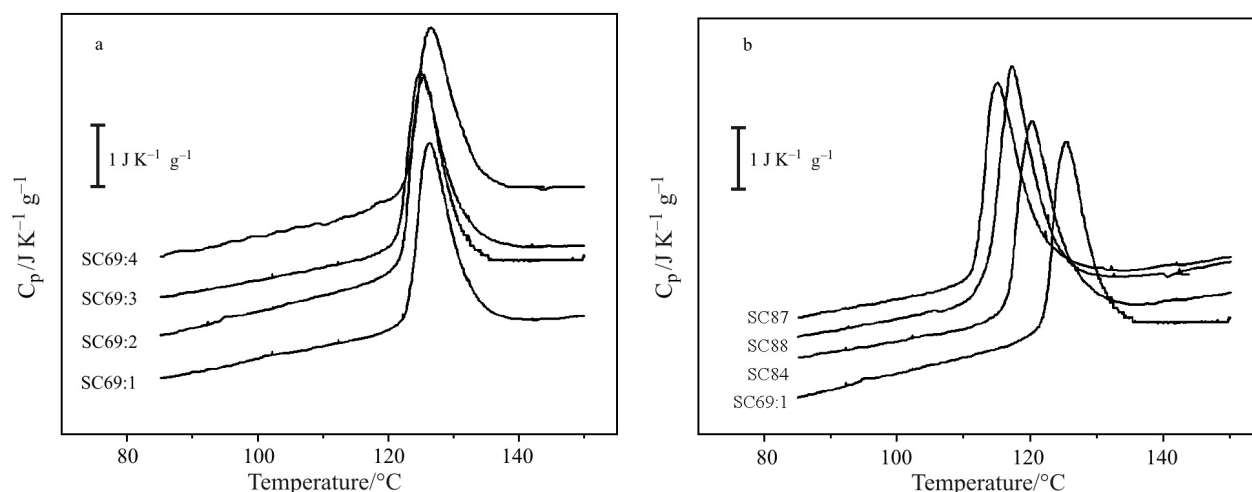 a
1 J K⁻¹ g⁻¹
Cₚ/J K⁻¹ g⁻¹
SC69:4
SC69:3
SC69:2
SC69:1
80 100 120 140
Temperature/°C
b
1 J K⁻¹ g⁻¹
Cₚ/J K⁻¹ g⁻¹
SC87
SC88
SC84
SC69:1
80 100 120 140
Temperature/°C